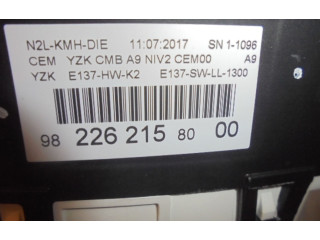 N2L-KMH-DIE 11:07:2017 SN 1-1096
CEM YZK CMB A9 NIV2 CEM00 A9
YZK E137-HW-K2 E137-SW-LL-1300
98 226 215 80 00